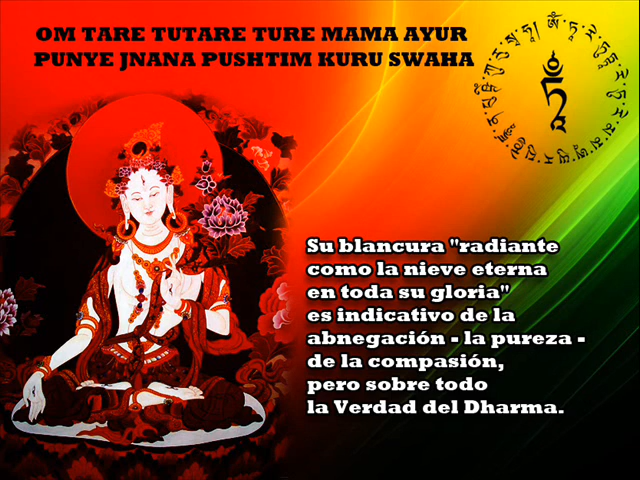 OM TARE TUTARE TURE MAMA AYUR
PUNYE JNANA PUSHTIM KURU SWAHA
Su blancura "radiante
como la nieve eterna
en toda su gloria"
es indicativo de la
abnegación - la pureza -
de la compasión,
pero sobre todo
la Verdad del Dharma.